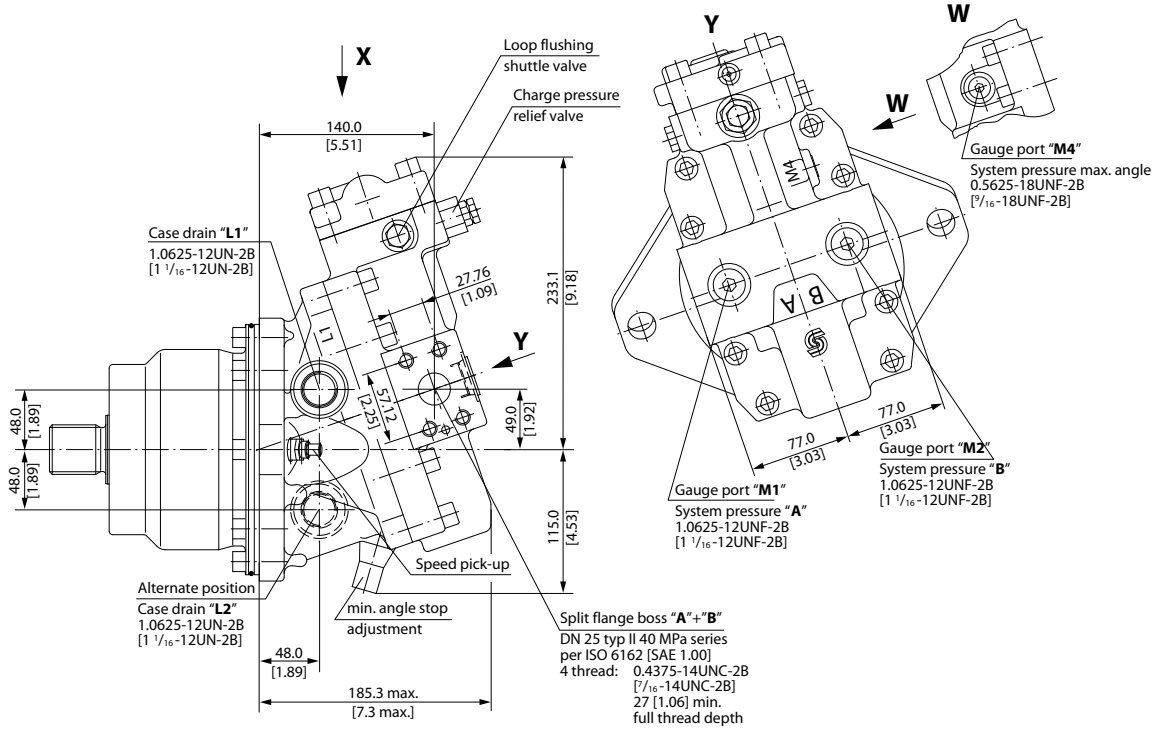 X
Loop flushing
shuttle valve
Charge pressure
relief valve
140.0
[5.51]
Case drain "L1"
1.0625-12UN-2B
[1 1/16-12UN-2B]
L1
27.76
[1.09]
233.1
[9.18]
Y
57.12
[2.25]
49.0
[1.92]
48.0
[1.89]
48.0
[1.89]
115.0
[4.53]
Speed pick-up
Alternate position
Case drain "L2"
1.0625-12UN-2B
[1 1/16-12UN-2B]
min. angle stop
adjustment
48.0
[1.89]
185.3 max.
[7.3 max.]
Split flange boss "A"+"B"
DN 25 typ II 40 MPa series
per ISO 6162 [SAE 1.00]
4 thread: 0.4375-14UNC-2B
[7/16-14UNC-2B]
27 [1.06] min.
full thread depth
Y
W
W
M4
Gauge port "M4"
System pressure max. angle
0.5625-18UNF-2B
[9/16-18UNF-2B]
B A
77.0
[3.03]
77.0
[3.03]
Gauge port "M2"
System pressure "B"
1.0625-12UNF-2B
[1 1/16-12UNF-2B]
Gauge port "M1"
System pressure "A"
1.0625-12UNF-2B
[1 1/16-12UNF-2B]